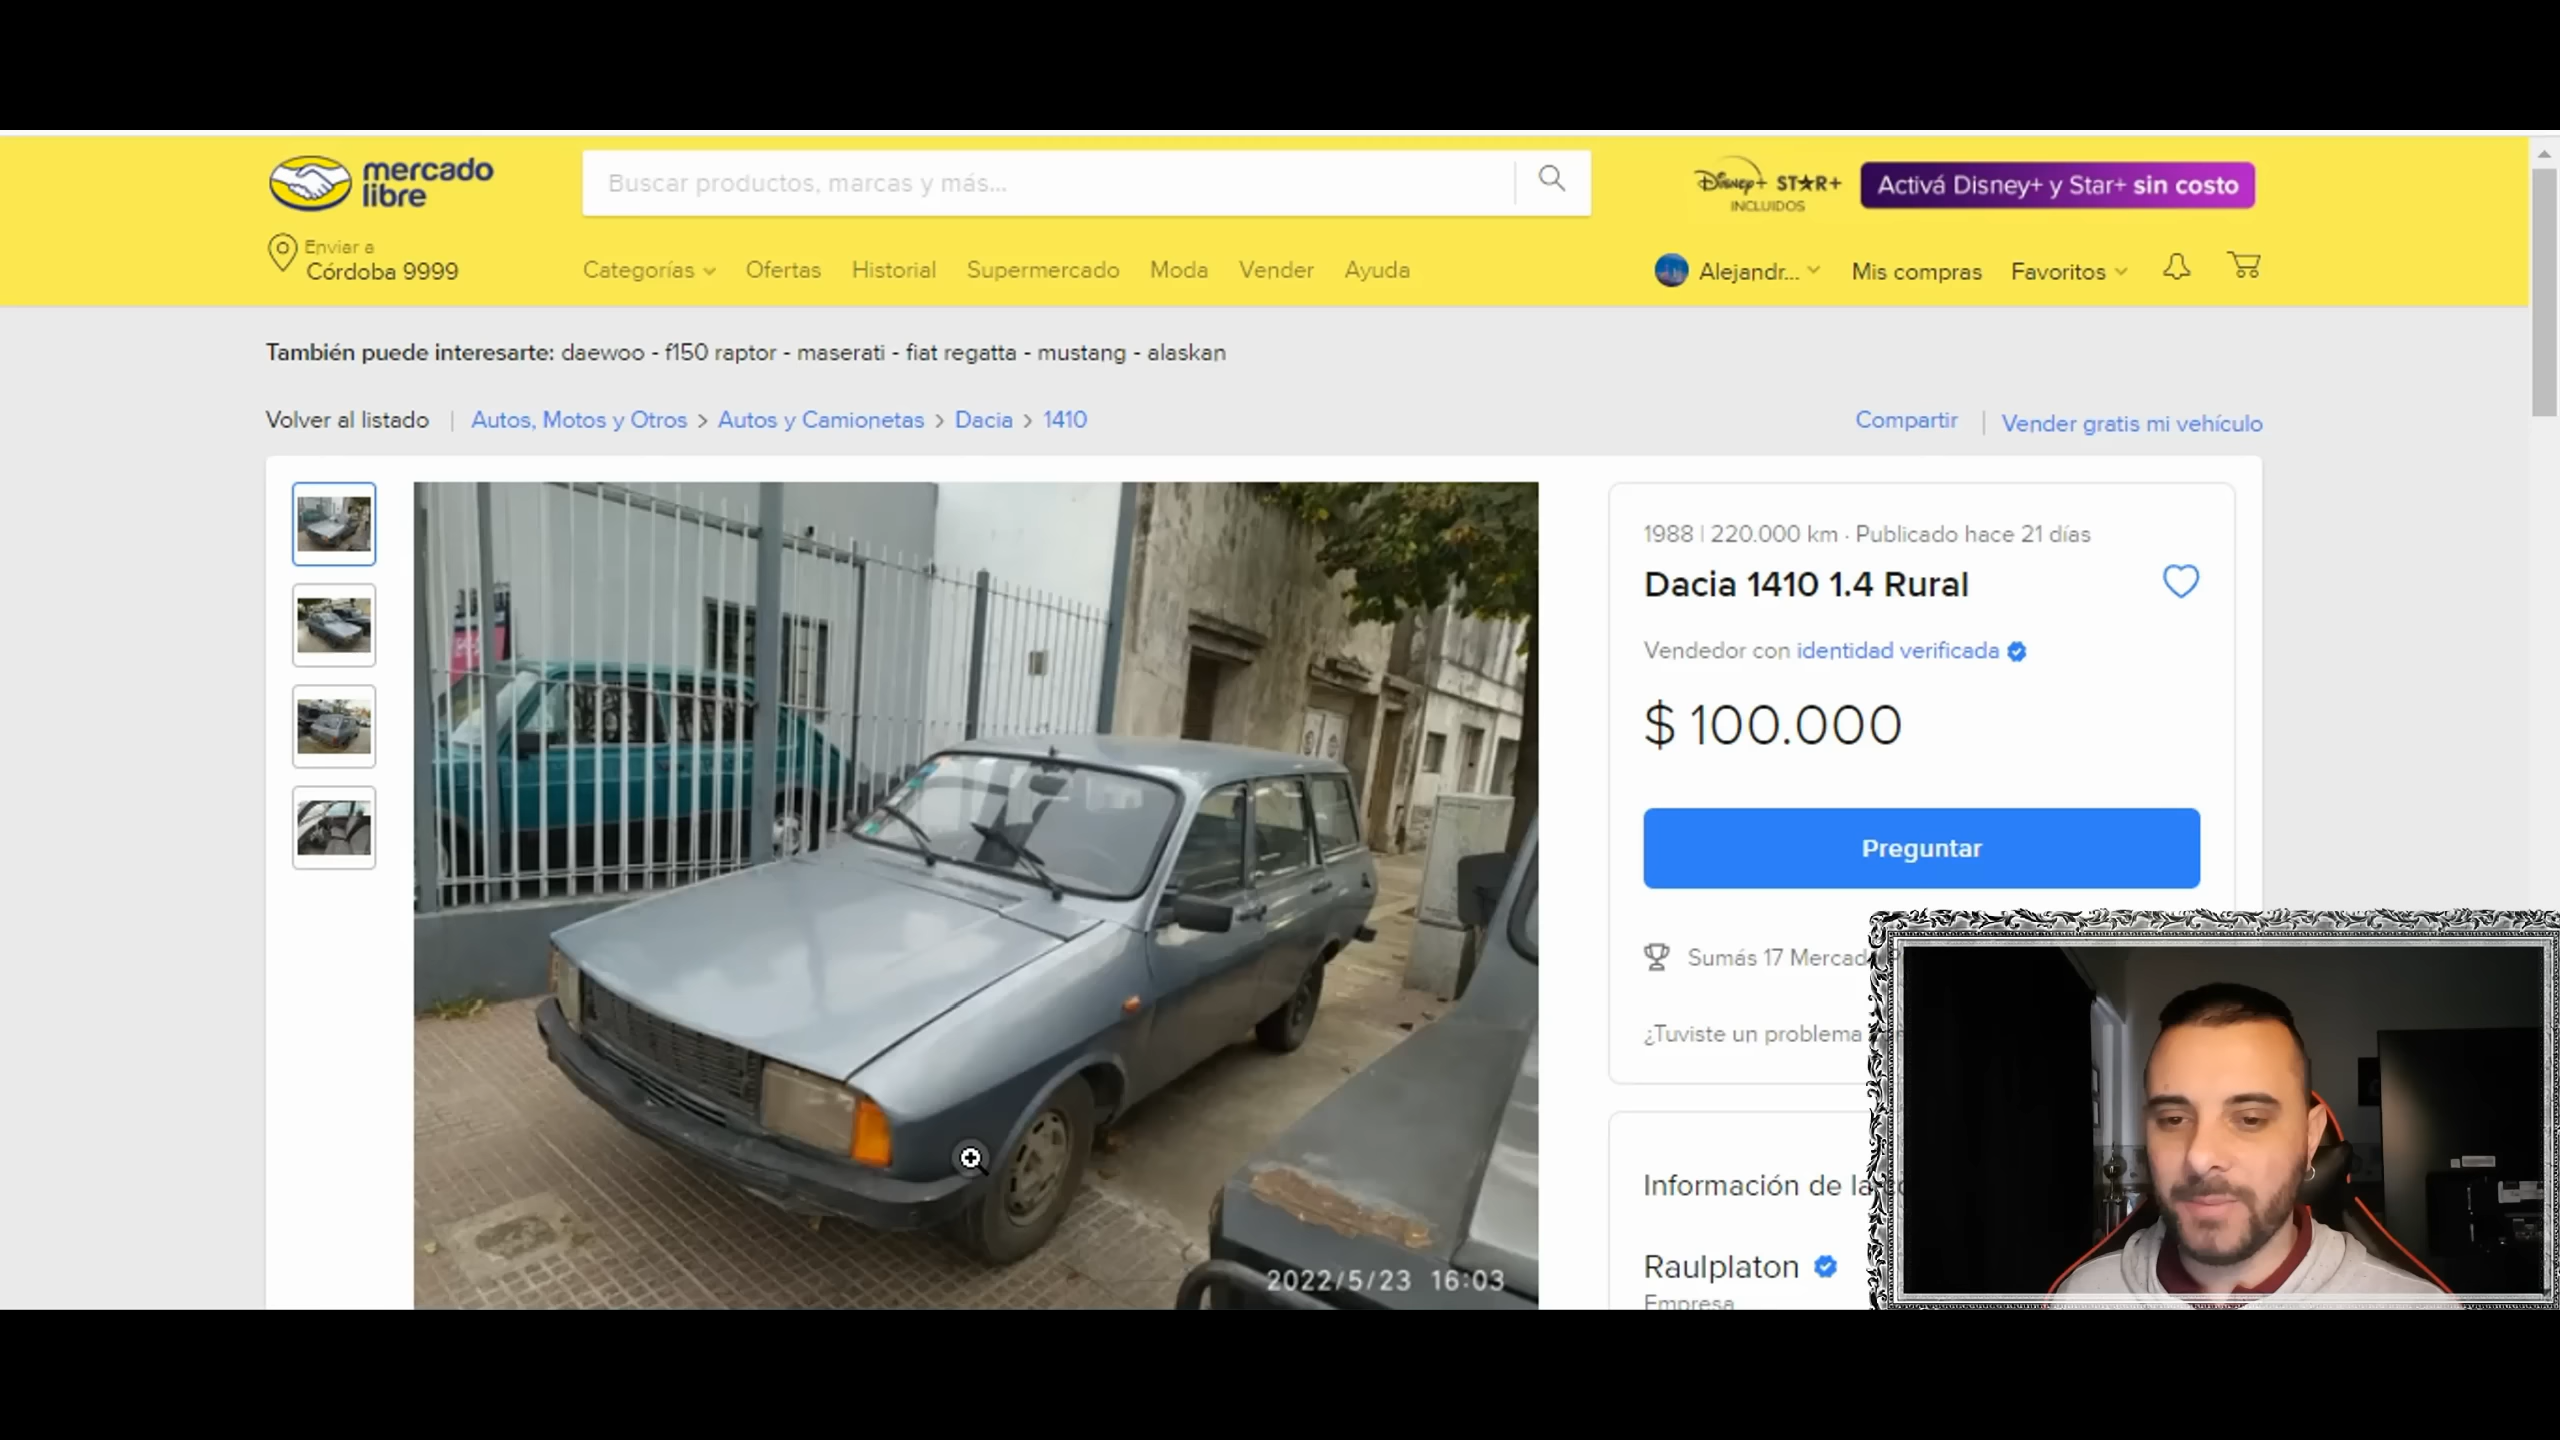 mercado
libre
Buscar productos, marcas y más...
Disney+ STAR+
INCLUIDOS
Activá Disney+ y Star+ sin costo
Enviar a
Córdoba 9999
Categorías
Ofertas
Historial
Supermercado
Moda
Vender
Ayuda
Alejandr...
Mis compras
Favoritos
También puede interesarte: daewoo - f150 raptor - maserati - fiat regatta - mustang - alaskan
Volver al listado | Autos, Motos y Otros > Autos y Camionetas > Dacia > 1410
Compartir | Vender gratis mi vehículo
1988 | 220.000 km · Publicado hace 21 días
Dacia 1410 1.4 Rural
Vendedor con identidad verificada
$ 100.000
Preguntar
Sumás 17 Mercad
¿Tuviste un problema
Información de la
Raulplaton
Empresa
2022/5/23 16:03